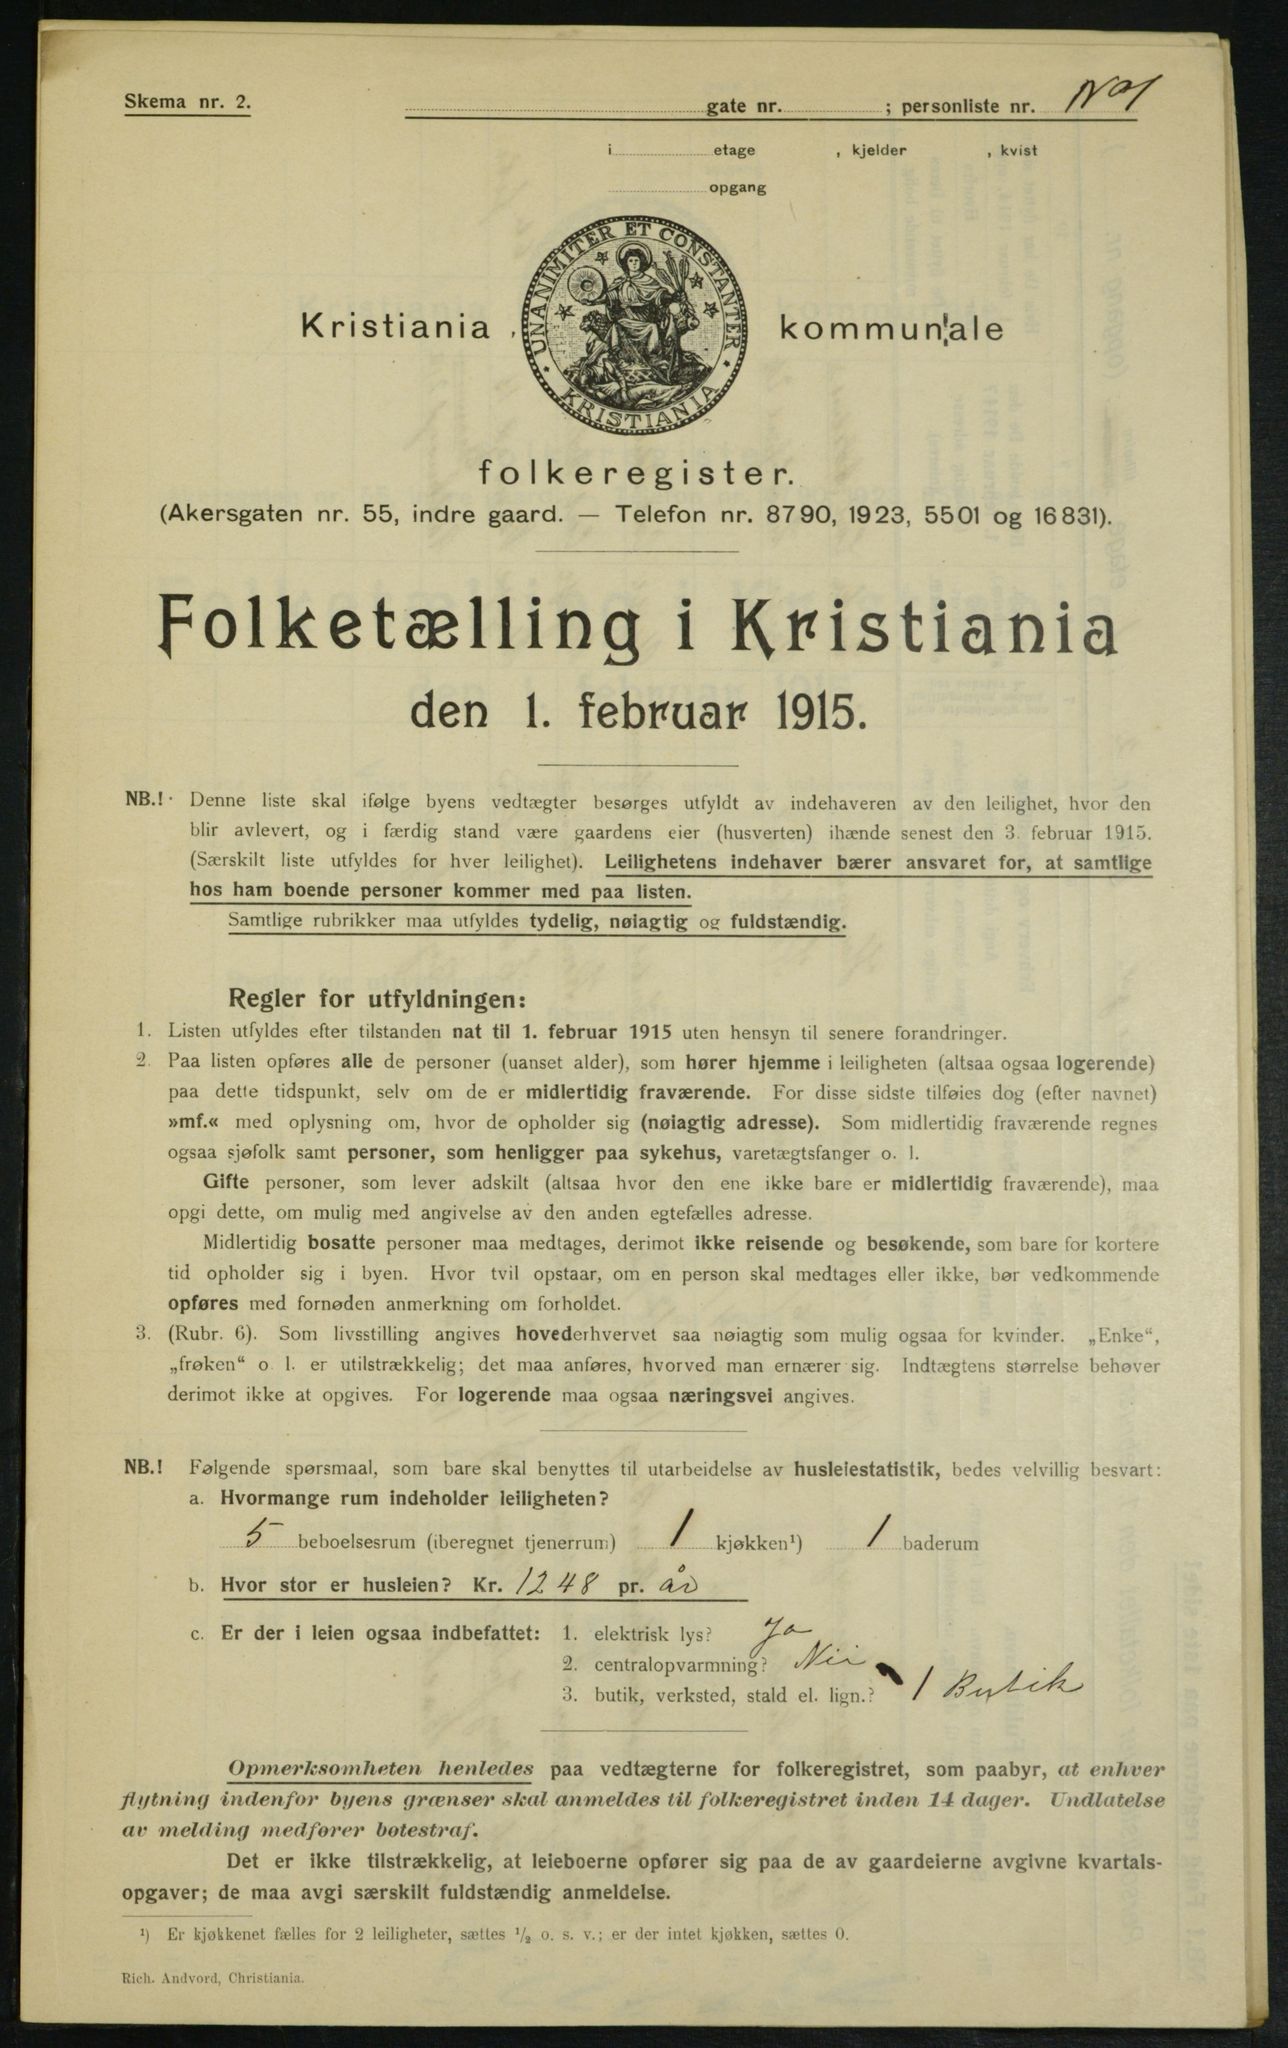 Skema nr. 2.
gate nr. ; personliste nr. No 1
i etage , kjelder , kvist
opgang
UNANIMITER ET CONSTANTER
KRISTIANIA
Kristiania kommunale
folkeregister.
(Akersgaten nr. 55, indre gaard. — Telefon nr. 8790, 1923, 5501 og 16831).
Folketælling i Kristiania
den 1. februar 1915.
NB.! Denne liste skal ifølge byens vedtægter besørges utfyldt av indehaveren av den leilighet, hvor den
blir avlevert, og i færdig stand være gaardens eier (husverten) ihænde senest den 3. februar 1915.
(Særskilt liste utfyldes for hver leilighet). Leilighetens indehaver bærer ansvaret for, at samtlige
hos ham boende personer kommer med paa listen.
Samtlige rubrikker maa utfyldes tydelig, nøiagtig og fuldstændig.
Regler for utfyldningen:
1. Listen utfyldes efter tilstanden nat til 1. februar 1915 uten hensyn til senere forandringer.
2. Paa listen opføres alle de personer (uanset alder), som hører hjemme i leiligheten (altsaa ogsaa logerende)
paa dette tidspunkt, selv om de er midlertidig fraværende. For disse sidste tilføies dog (efter navnet)
»mf.« med oplysning om, hvor de opholder sig (nøiagtig adresse). Som midlertidig fraværende regnes
ogsaa sjøfolk samt personer, som henligger paa sykehus, varetægtsfanger o. l.
Gifte personer, som lever adskilt (altsaa hvor den ene ikke bare er midlertidig fraværende), maa
opgi dette, om mulig med angivelse av den anden egtefælles adresse.
Midlertidig bosatte personer maa medtages, derimot ikke reisende og besøkende, som bare for kortere
tid opholder sig i byen. Hvor tvil opstaar, om en person skal medtages eller ikke, bør vedkommende
opføres med fornøden anmerkning om forholdet.
3. (Rubr. 6). Som livsstilling angives hovederhvervet saa nøiagtig som mulig ogsaa for kvinder. „Enke“,
„frøken“ o. l. er utilstrækkelig; det maa anføres, hvorved man ernærer sig. Indtægtens størrelse behøver
derimot ikke at opgives. For logerende maa ogsaa næringsvei angives.
NB.! Følgende spørsmaal, som bare skal benyttes til utarbeidelse av husleiestatistik, bedes velvillig besvart:
a. Hvormange rum indeholder leiligheten?
5 beboelsesrum (iberegnet tjenerrum) 1 kjøkken¹) 1 baderum
b. Hvor stor er husleien? Kr. 1248 pr. år
c. Er der i leien ogsaa indbefattet: 1. elektrisk lys? Ja
2. centralopvarmning? Nei
3. butik, verksted, stald el. lign.? 1 Butik
Opmerksomheten henledes paa vedtægterne for folkeregistret, som paabyr, at enhver
flytning indenfor byens grænser skal anmeldes til folkeregistret inden 14 dager. Undlatelse
av melding medfører bøtestraf.
Det er ikke tilstrækkelig, at leieboerne opfører sig paa de av gaardeierne avgivne kvartals-
opgaver; de maa avgi særskilt fuldstændig anmeldelse.
¹) Er kjøkkenet fælles for 2 leiligheter, sættes ½ o. s. v.; er der intet kjøkken, sættes 0.
Rich. Andvord, Christiania.